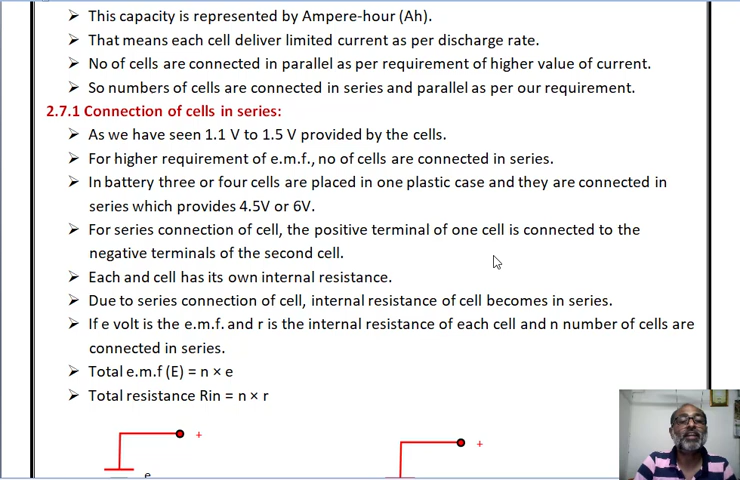 ➢ This capacity is represented by Ampere-hour (Ah).
➢ That means each cell deliver limited current as per discharge rate.
➢ No of cells are connected in parallel as per requirement of higher value of current.
➢ So numbers of cells are connected in series and parallel as per our requirement.
2.7.1 Connection of cells in series:
➢ As we have seen 1.1 V to 1.5 V provided by the cells.
➢ For higher requirement of e.m.f., no of cells are connected in series.
➢ In battery three or four cells are placed in one plastic case and they are connected in
series which provides 4.5V or 6V.
➢ For series connection of cell, the positive terminal of one cell is connected to the
negative terminals of the second cell.
➢ Each and cell has its own internal resistance.
➢ Due to series connection of cell, internal resistance of cell becomes in series.
➢ If e volt is the e.m.f. and r is the internal resistance of each cell and n number of cells are
connected in series.
➢ Total e.m.f (E) = n × e
➢ Total resistance Rin = n × r
+ +
e